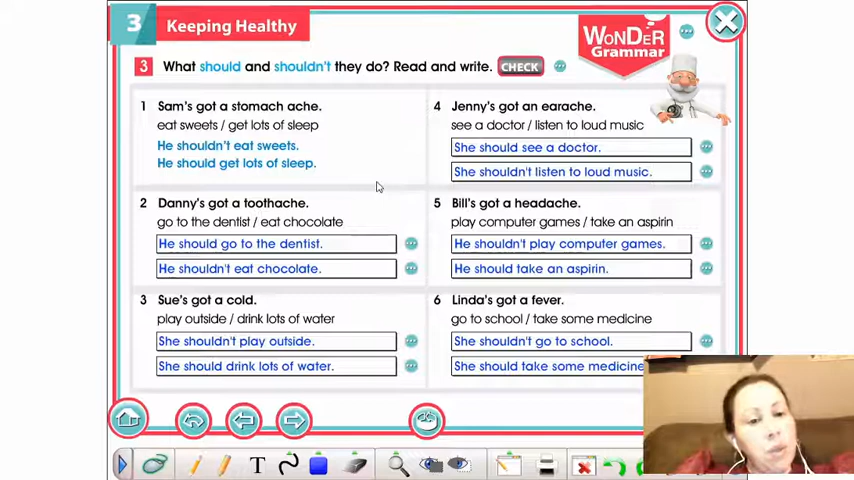 3 Keeping Healthy
WONDER
Grammar
3 What should and shouldn't they do? Read and write. CHECK
1 Sam's got a stomach ache.
eat sweets / get lots of sleep
He shouldn't eat sweets.
He should get lots of sleep.
2 Danny's got a toothache.
go to the dentist / eat chocolate
He should go to the dentist.
He shouldn't eat chocolate.
3 Sue's got a cold.
play outside / drink lots of water
She shouldn't play outside.
She should drink lots of water.
4 Jenny's got an earache.
see a doctor / listen to loud music
She should see a doctor.
She shouldn't listen to loud music.
5 Bill's got a headache.
play computer games / take an aspirin
He shouldn't play computer games.
He should take an aspirin.
6 Linda's got a fever.
go to school / take some medicine
She shouldn't go to school.
She should take some medicine
T